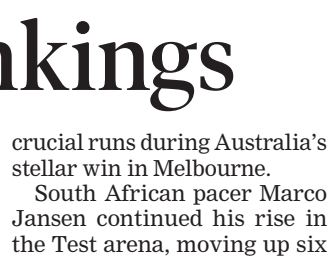 crucial runs during Australia's
stellar win in Melbourne.
South African pacer Marco
Jansen continued his rise in
the Test arena, moving up six